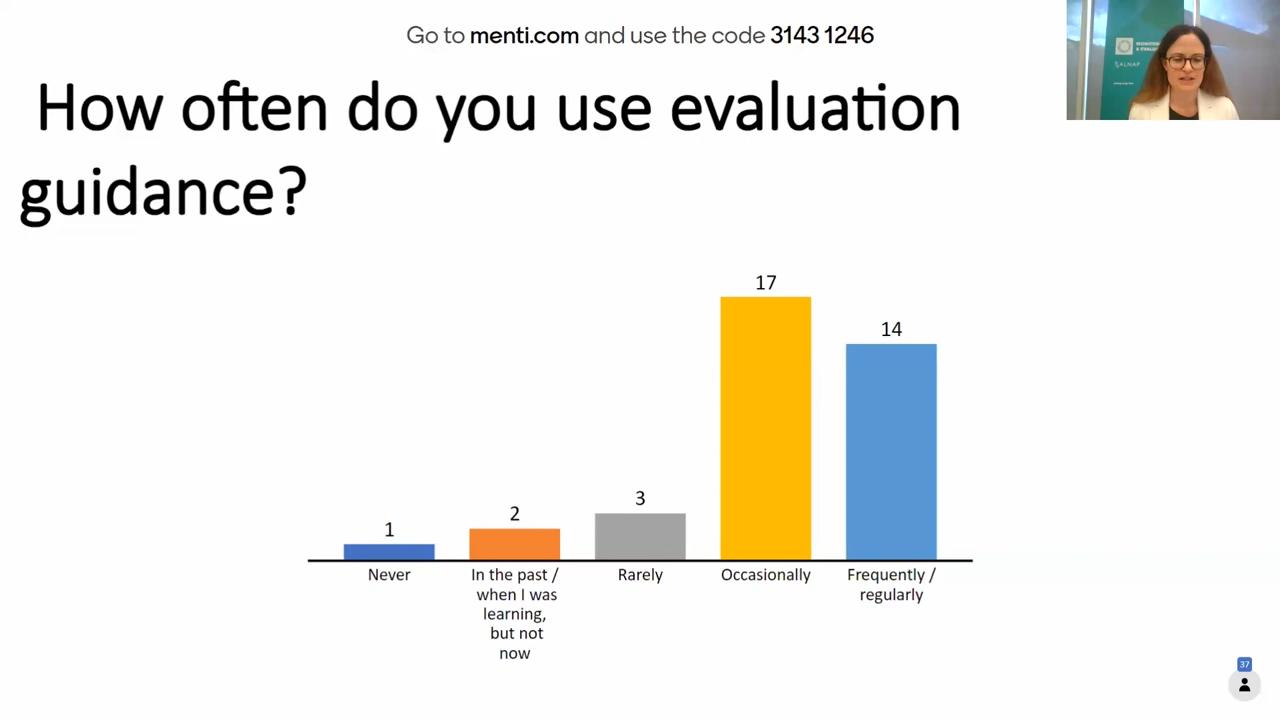 Go to menti.com and use the code 3143 1246
How often do you use evaluation
guidance?
17
14
3
2
1
Never
In the past /
when I was
learning,
but not
now
Rarely
Occasionally
Frequently /
regularly
ALNAP
37